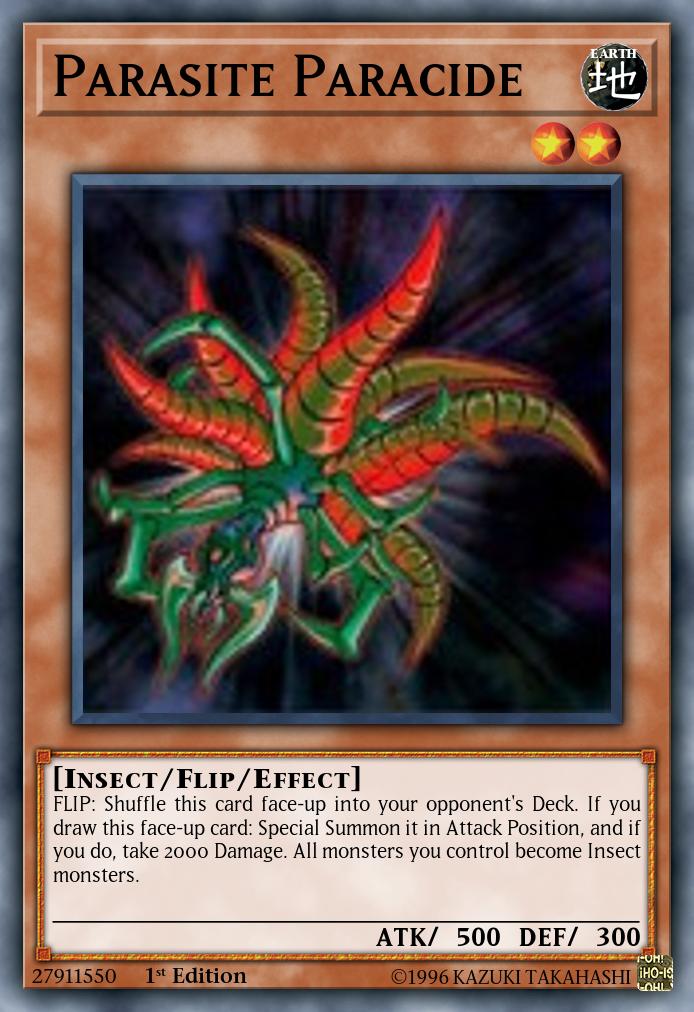 PARASITE PARACIDE
EARTH
地
[INSECT/FLIP/EFFECT]
FLIP: Shuffle this card face-up into your opponent's Deck. If you
draw this face-up card: Special Summon it in Attack Position, and if
you do, take 2000 Damage. All monsters you control become Insect
monsters.
ATK/ 500 DEF/ 300
27911550 1st Edition ©1996 KAZUKI TAKAHASHI